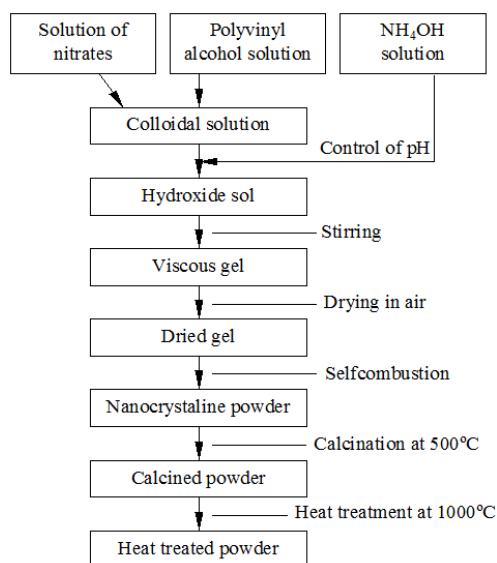 Solution of
nitrates
Polyvinyl
alcohol solution
NH₄OH
solution
Colloidal solution
Control of pH
Hydroxide sol
Stirring
Viscous gel
Drying in air
Dried gel
Selfcombustion
Nanocrystaline powder
Calcination at 500°C
Calcined powder
Heat treatment at 1000°C
Heat treated powder